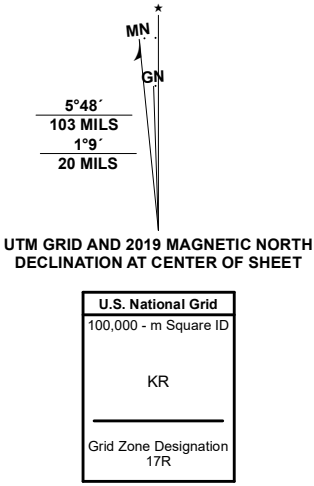 ★
MN
GN
5°48´
103 MILS
1°9´
20 MILS
UTM GRID AND 2019 MAGNETIC NORTH
DECLINATION AT CENTER OF SHEET
U.S. National Grid
100,000 - m Square ID
KR
Grid Zone Designation
17R